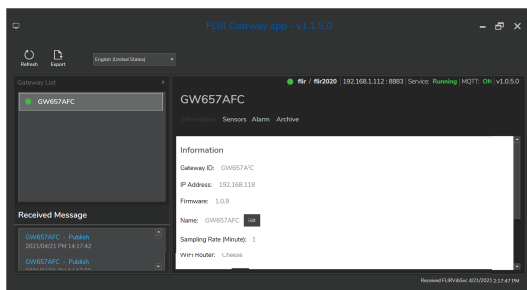 FLIR Gateway app - v1.1.5.0
Refresh
Export
English (United States)
Gateway List
flir / flir2020 | 192.168.1.112 : 8883 | Service: Running | MQTT: ON | v1.0.5.0
GW657AFC
GW657AFC
Information Sensors Alarm Archive
Information
Gateway ID: GW657AFC
IP Address: 192.168.118
Firmware: 1.0.9
Name: GW657AFC Edit
Sampling Rate (Minute): 1
WiFi Router: Cheese
Received Message
GW657AFC - Publish
2021/04/21 PM 14:17:42
GW657AFC - Publish
Received FLIRVibSvc 4/21/2021 2:17:47 PM